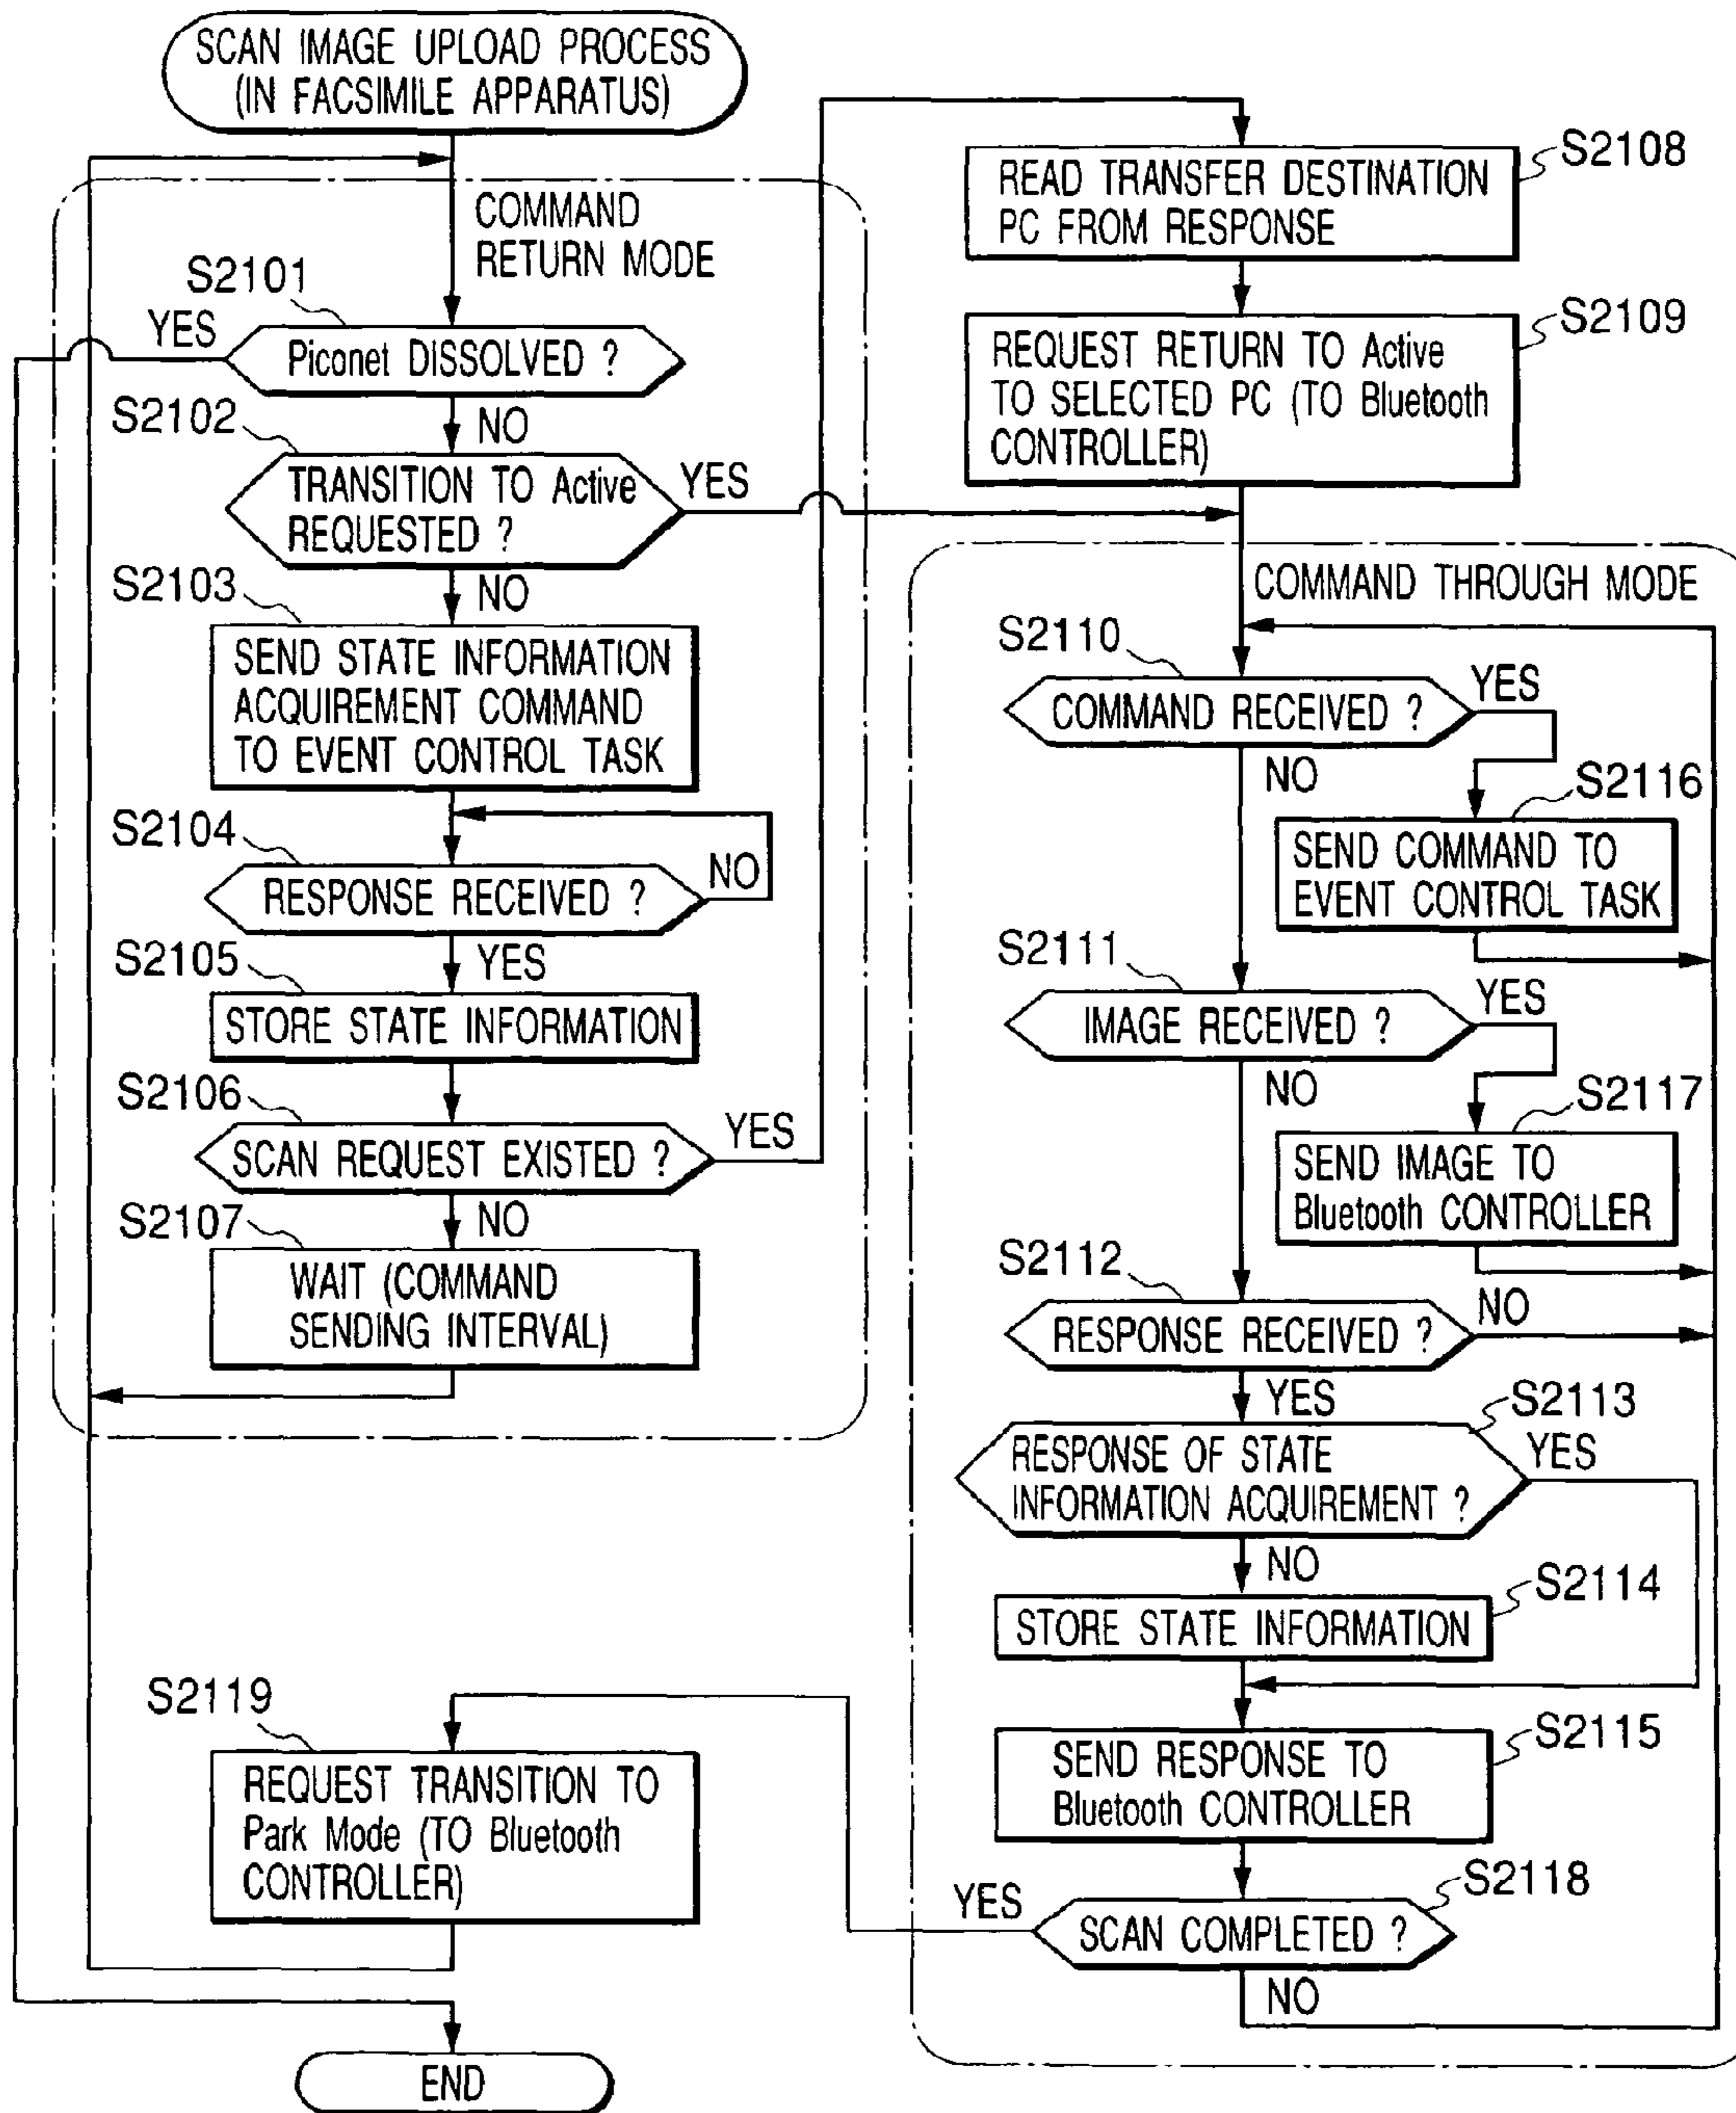 SCAN IMAGE UPLOAD PROCESS
(IN FACSIMILE APPARATUS)
COMMAND
RETURN MODE
S2101
YES
Piconet DISSOLVED ?
S2102
NO
TRANSITION TO Active
REQUESTED ?
YES
S2103
NO
SEND STATE INFORMATION
ACQUIREMENT COMMAND
TO EVENT CONTROL TASK
S2104
RESPONSE RECEIVED ?
NO
S2105
YES
STORE STATE INFORMATION
S2106
SCAN REQUEST EXISTED ?
YES
S2107
NO
WAIT (COMMAND
SENDING INTERVAL)
S2108
READ TRANSFER DESTINATION
PC FROM RESPONSE
S2109
REQUEST RETURN TO Active
TO SELECTED PC (TO Bluetooth
CONTROLLER)
COMMAND THROUGH MODE
S2110
COMMAND RECEIVED ?
YES
NO
S2116
SEND COMMAND TO
EVENT CONTROL TASK
S2111
IMAGE RECEIVED ?
YES
NO
S2117
SEND IMAGE TO
Bluetooth CONTROLLER
S2112
RESPONSE RECEIVED ?
NO
YES
S2113
RESPONSE OF STATE
INFORMATION ACQUIREMENT ?
YES
NO
S2114
STORE STATE INFORMATION
S2115
SEND RESPONSE TO
Bluetooth CONTROLLER
S2118
SCAN COMPLETED ?
YES
NO
S2119
REQUEST TRANSITION TO
Park Mode (TO Bluetooth
CONTROLLER)
END